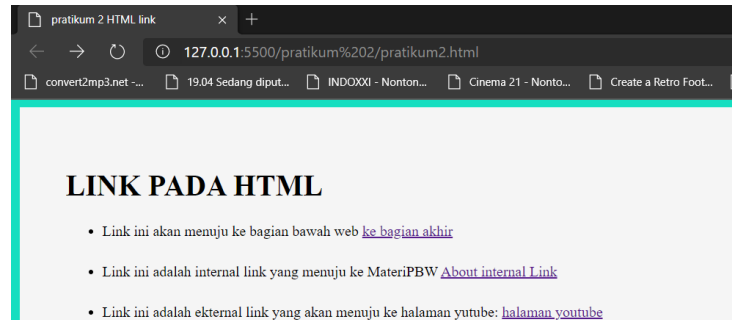 pratikum 2 HTML link
127.0.0.1:5500/pratikum%202/pratikum2.html
convert2mp3.net -... 19.04 Sedang diput... INDOXXI - Nonton... Cinema 21 - Nonto... Create a Retro Foot...
LINK PADA HTML
• Link ini akan menuju ke bagian bawah web ke bagian akhir
• Link ini adalah internal link yang menuju ke MateriPBW About internal Link
• Link ini adalah ekternal link yang akan menuju ke halaman yutube: halaman youtube